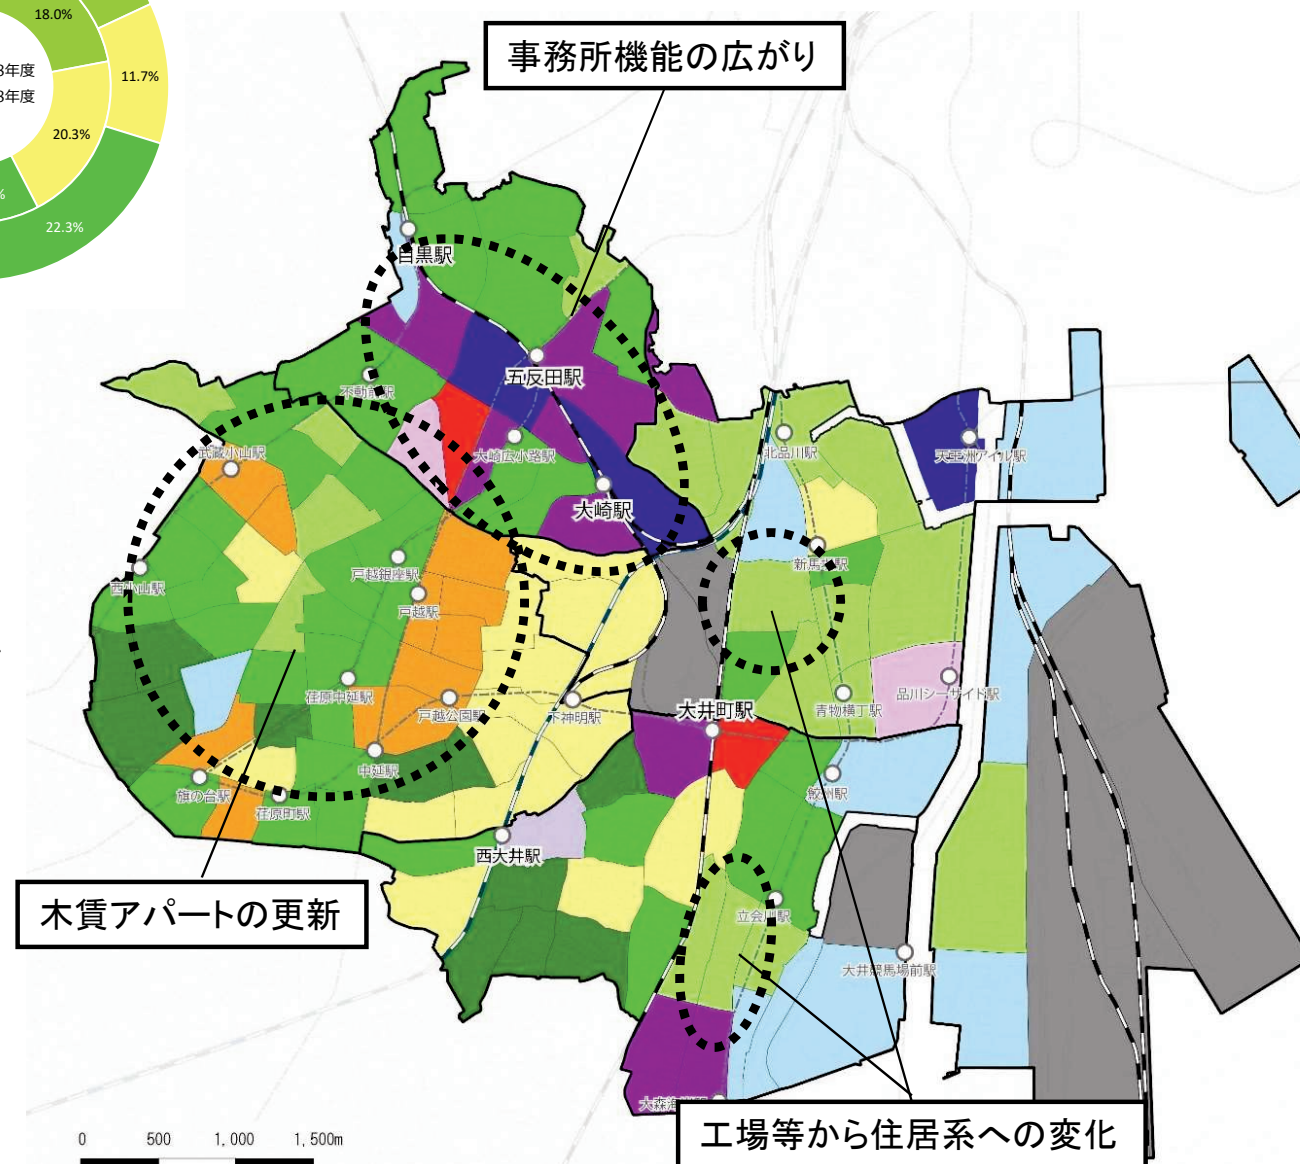 18.0%
年度
年度
11.7%
20.3%
%
22.3%
事務所機能の広がり
目黒駅
五反田駅
不動前駅
大崎広小路駅
武蔵小山駅
北品川駅
天王洲アイル駅
大崎駅
新馬場駅
戸越銀座駅
西小山駅
戸越駅
品川シーサイド駅
荏原中延駅
青物横丁駅
大井町駅
戸越公園駅
下神明駅
中延駅
鮫洲駅
旗の台駅
荏原町駅
西大井駅
木賃アパートの更新
立会川駅
大井競馬場前駅
工場等から住居系への変化
0 500 1,000 1,500m